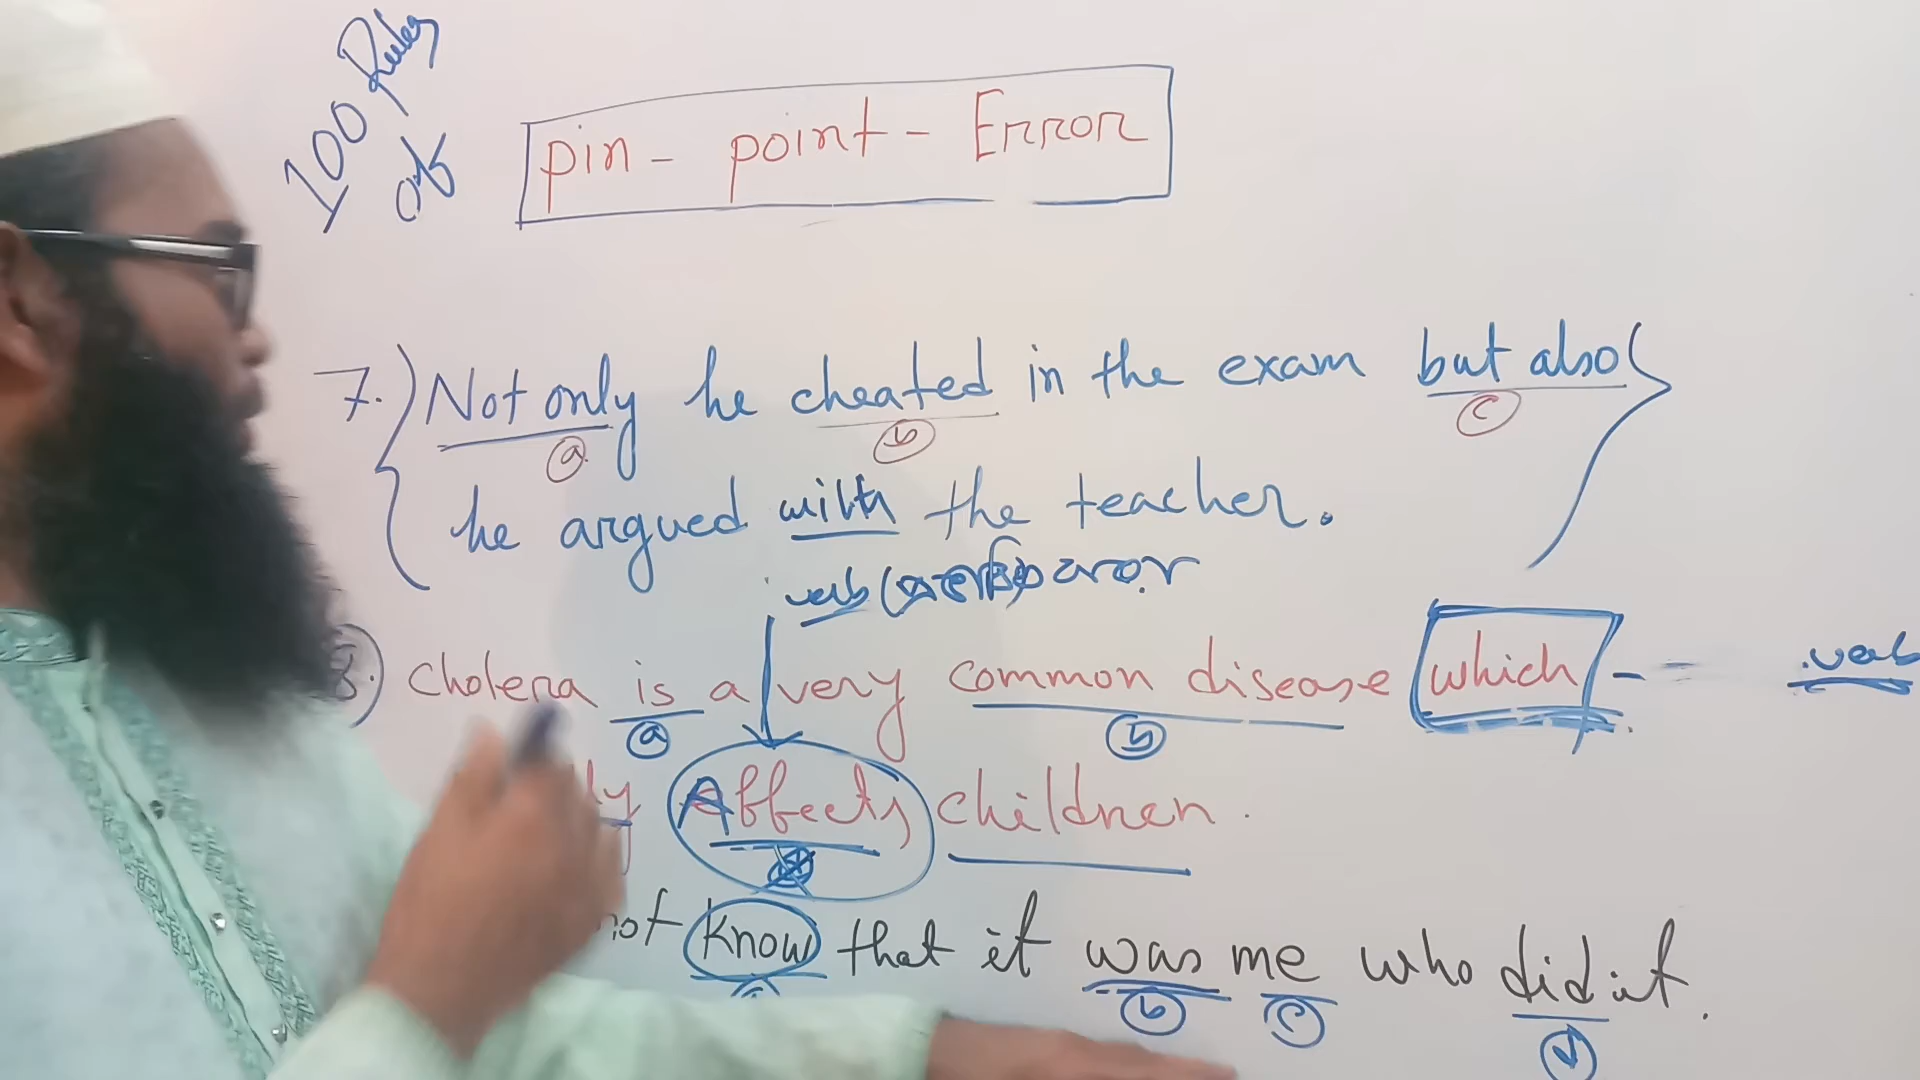 100 Rules
of
pin - point - Error
7.) Not only he cheated in the exam but also
a b c
he argued with the teacher.
verb
8. Cholera is a very common disease which - verb
a b
ly Affects children.
not know that it was me who did it.
b c d